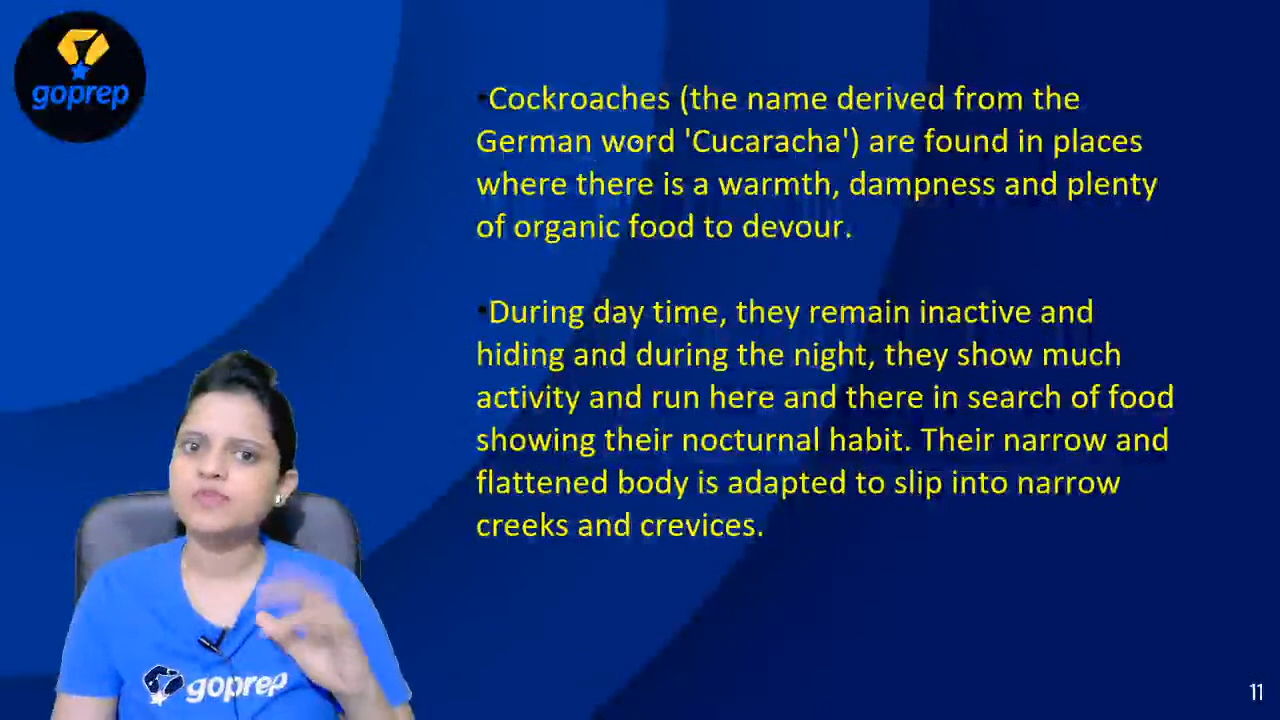 goprep
•Cockroaches (the name derived from the
German word 'Cucaracha') are found in places
where there is a warmth, dampness and plenty
of organic food to devour.
•During day time, they remain inactive and
hiding and during the night, they show much
activity and run here and there in search of food
showing their nocturnal habit. Their narrow and
flattened body is adapted to slip into narrow
creeks and crevices.
goprep
11